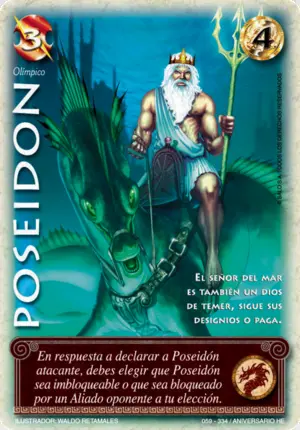 3
4
Olímpico
POSEIDON
EL SEÑOR DEL MAR
ES TAMBIÉN UN DIOS
DE TEMER, SIGUE SUS
DESIGNIOS O PAGA.
En respuesta a declarar a Poseidón
atacante, debes elegir que Poseidón
sea imbloqueable o que sea bloqueado
por un Aliado oponente a tu elección.
ILUSTRADOR: WALDO RETAMALES
059 - 334 / ANIVERSARIO HE